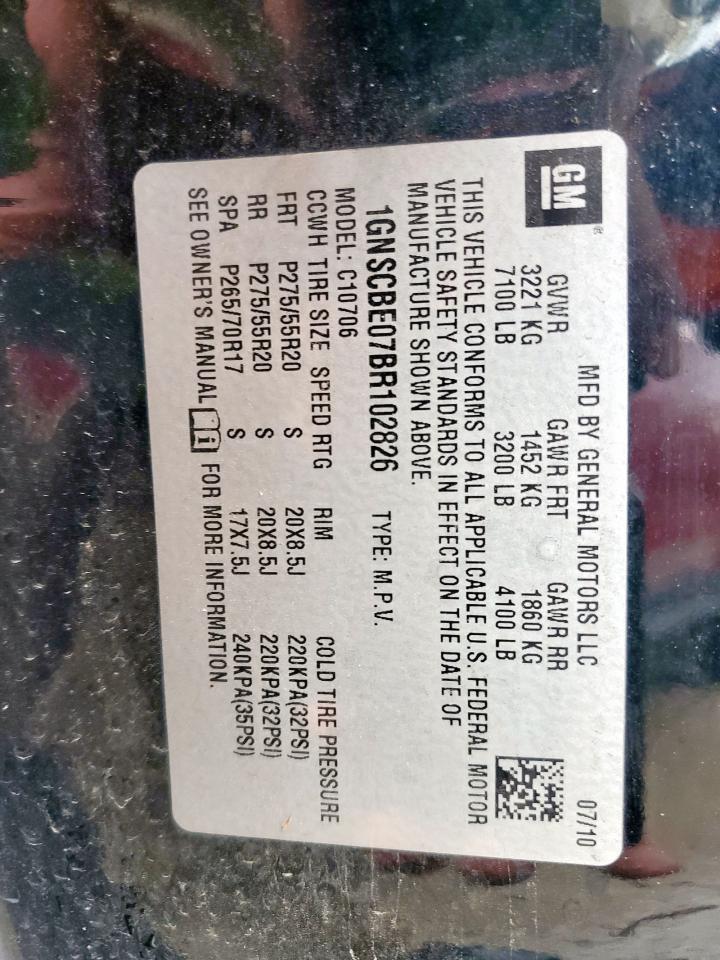 GM
MFD BY GENERAL MOTORS LLC 07/10
GVWR GAWR FRT GAWR RR
3221 KG 1452 KG 1860 KG
7100 LB 3200 LB 4100 LB
THIS VEHICLE CONFORMS TO ALL APPLICABLE U.S. FEDERAL MOTOR
VEHICLE SAFETY STANDARDS IN EFFECT ON THE DATE OF
MANUFACTURE SHOWN ABOVE.
1GNSCBE07BR102826 TYPE: M.P.V.
MODEL: C10706
CCWH TIRE SIZE SPEED RTG RIM COLD TIRE PRESSURE
FRT P275/55R20 S 20X8.5J 220KPA(32PSI)
RR P275/55R20 S 20X8.5J 220KPA(32PSI)
SPA P265/70R17 S 17X7.5J 240KPA(35PSI)
SEE OWNER'S MANUAL FOR MORE INFORMATION.